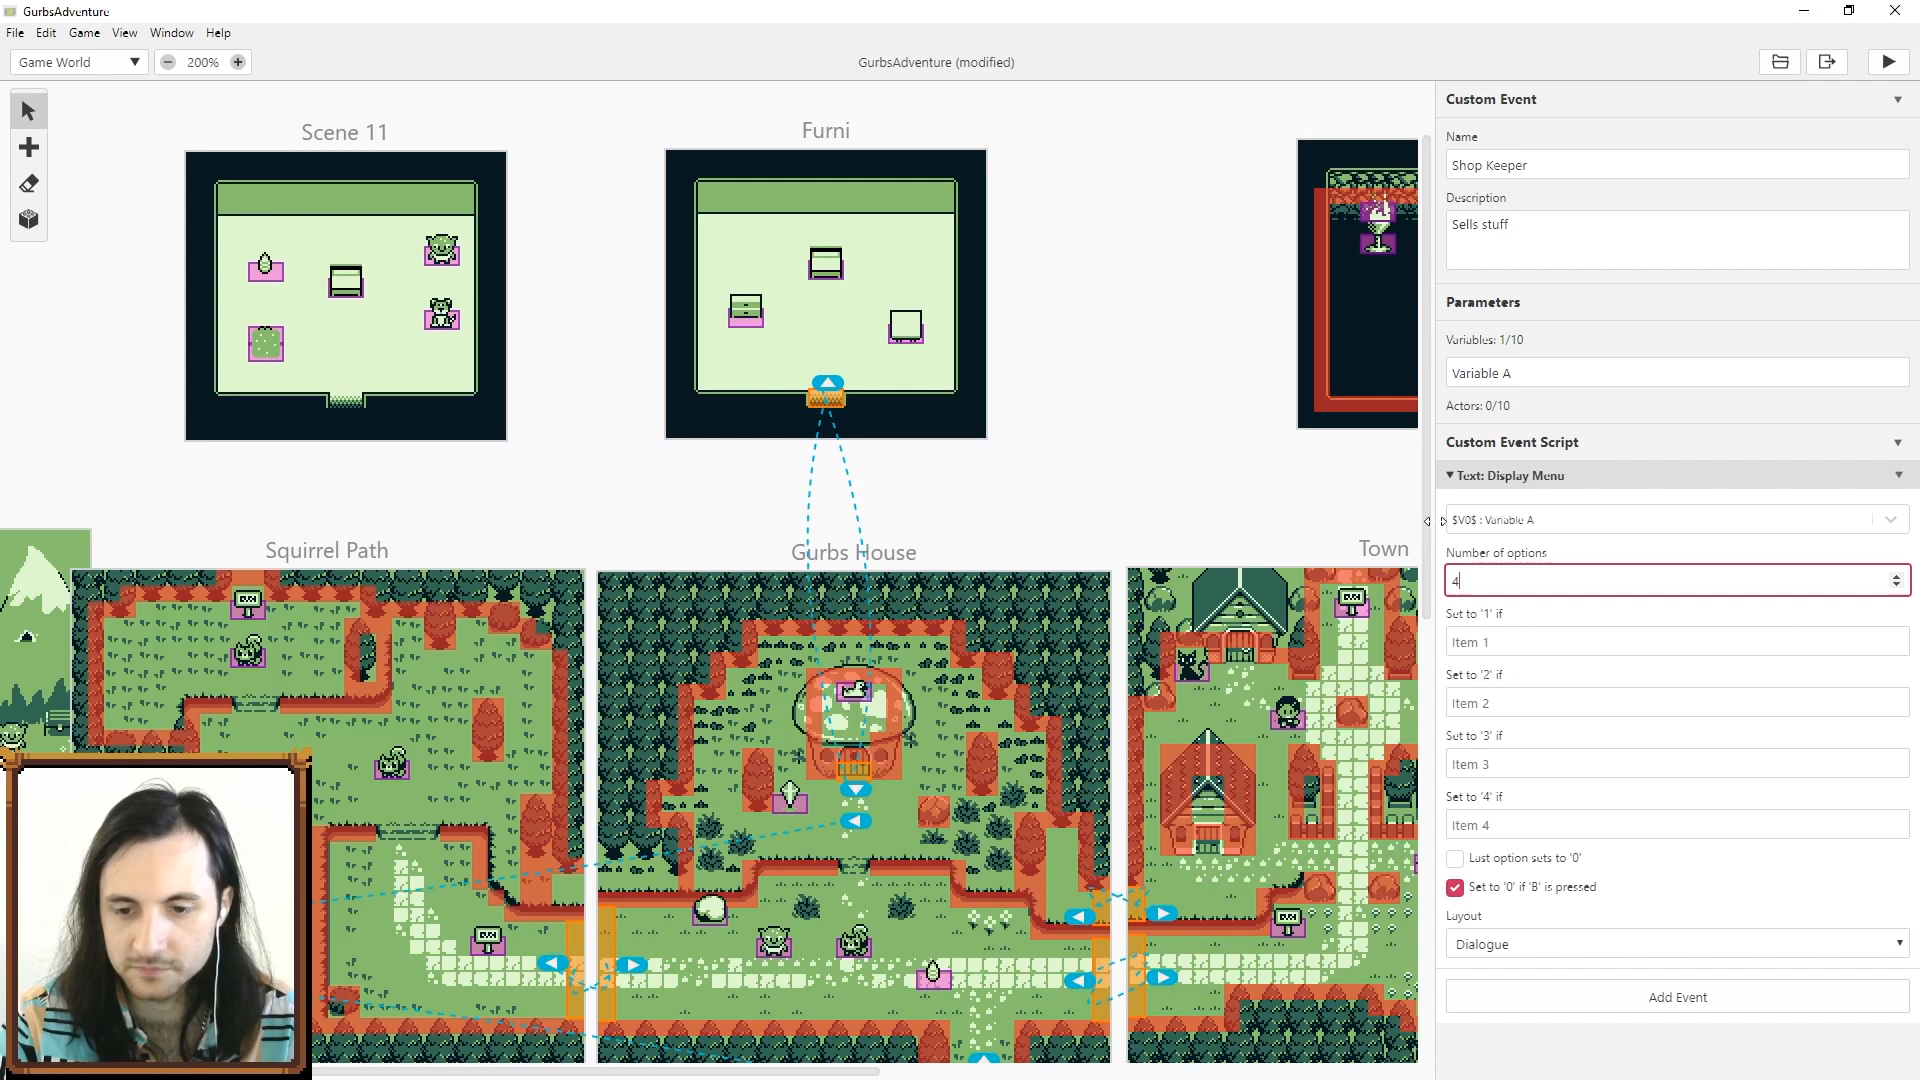 GurbsAdventure
File Edit Game View Window Help
Game World 200% GurbsAdventure (modified)
Scene 11
Furni
Squirrel Path
Gurbs House
Town
Custom Event
Name
Shop Keeper
Description
Sells stuff
Parameters
Variables: 1/10
Variable A
Actors: 0/10
Custom Event Script
Text: Display Menu
$V0$ : Variable A
Number of options
4
Set to '1' if
Item 1
Set to '2' if
Item 2
Set to '3' if
Item 3
Set to '4' if
Item 4
Last option sets to '0'
Set to '0' if 'B' is pressed
Layout
Dialogue
Add Event